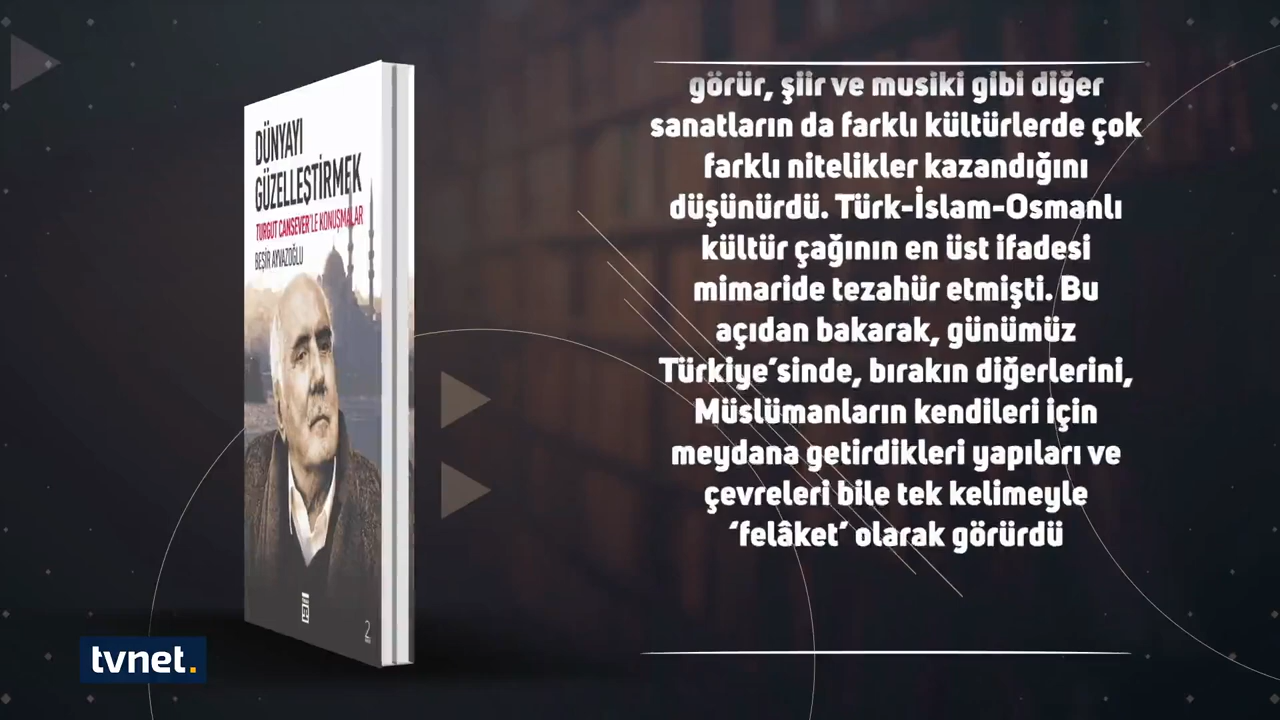 DÜNYAYI
GÜZELLEŞTİRMEK
TURGUT CANSEVER'LE KONUŞMALAR
BEŞİR AYVAZOĞLU
2
görür, şiir ve musiki gibi diğer
sanatların da farklı kültürlerde çok
farklı nitelikler kazandığını
düşünürdü. Türk-İslam-Osmanlı
kültür çağının en üst ifadesi
mimaride tezahür etmişti. Bu
açıdan bakarak, günümüz
Türkiye'sinde, bırakın diğerlerini,
Müslümanların kendileri için
meydana getirdikleri yapıları ve
çevreleri bile tek kelimeyle
‘felâket’ olarak görürdü
tvnet.